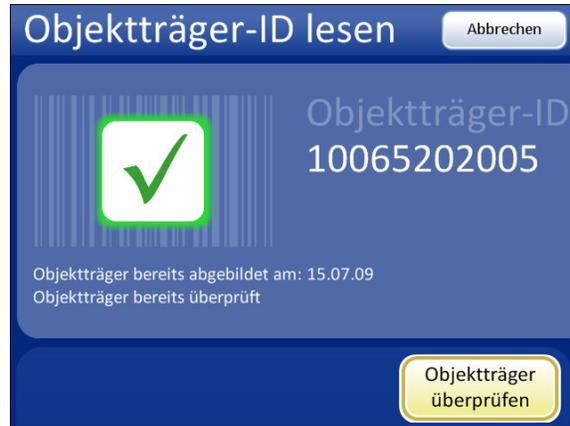 Objektträger-ID lesen
Abbrechen
Objektträger-ID
10065202005
Objektträger bereits abgebildet am: 15.07.09
Objektträger bereits überprüft
Objektträger
überprüfen